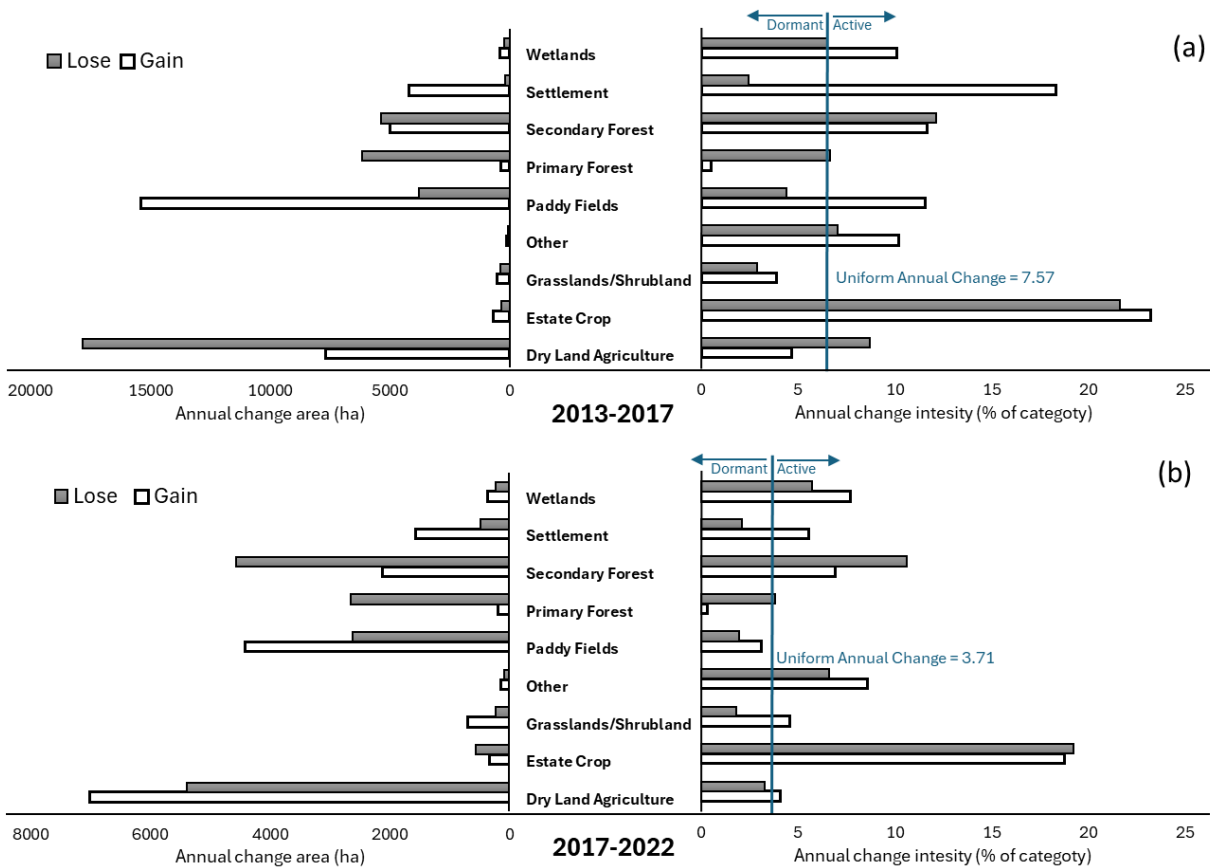 Dormant Active
(a)
Lose Gain
Wetlands
Settlement
Secondary Forest
Primary Forest
Paddy Fields
Other
Grasslands/Shrubland
Uniform Annual Change = 7.57
Estate Crop
Dry Land Agriculture
20000 15000 10000 5000 0 0 5 10 15 20 25
Annual change area (ha) 2013-2017 Annual change intesity (% of categoty)
Dormant Active
(b)
Lose Gain
Wetlands
Settlement
Secondary Forest
Primary Forest
Paddy Fields
Uniform Annual Change = 3.71
Other
Grasslands/Shrubland
Estate Crop
Dry Land Agriculture
8000 6000 4000 2000 0 0 5 10 15 20 25
Annual change area (ha) 2017-2022 Annual change intesity (% of categoty)